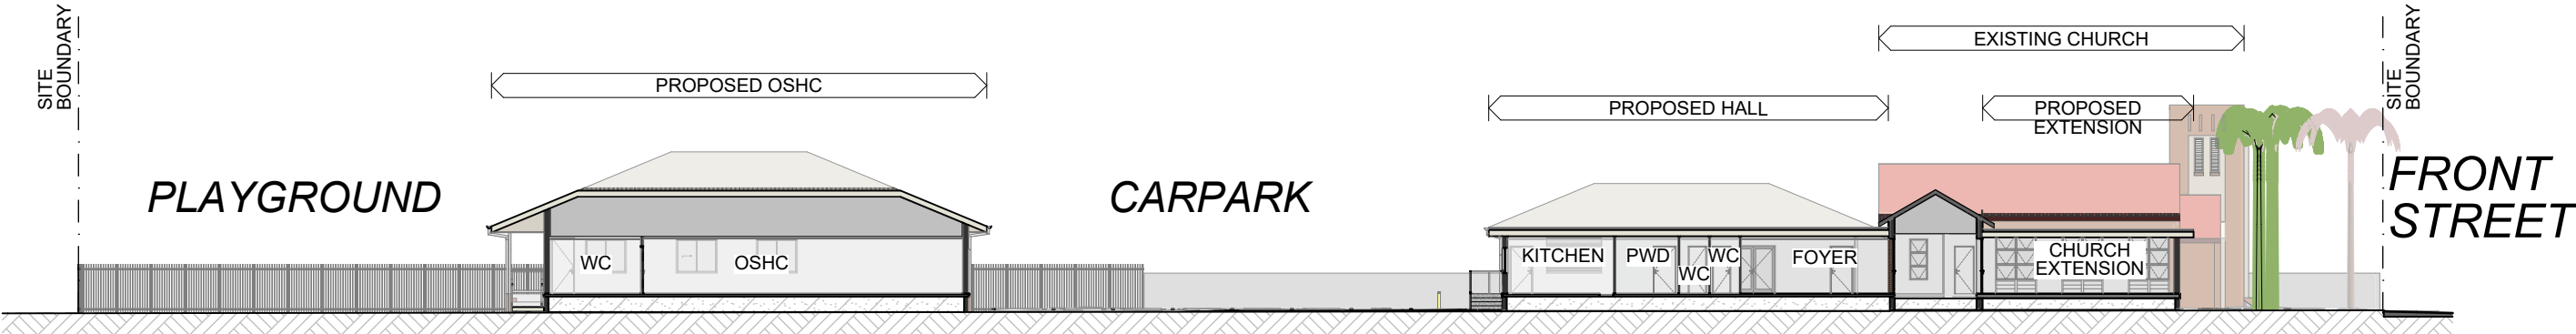 SITE
BOUNDARY
PROPOSED OSHC
EXISTING CHURCH
PROPOSED HALL
PROPOSED
EXTENSION
SITE
BOUNDARY
PLAYGROUND
CARPARK
FRONT
STREET
WC
OSHC
KITCHEN
PWD
WC
WC
FOYER
CHURCH
EXTENSION